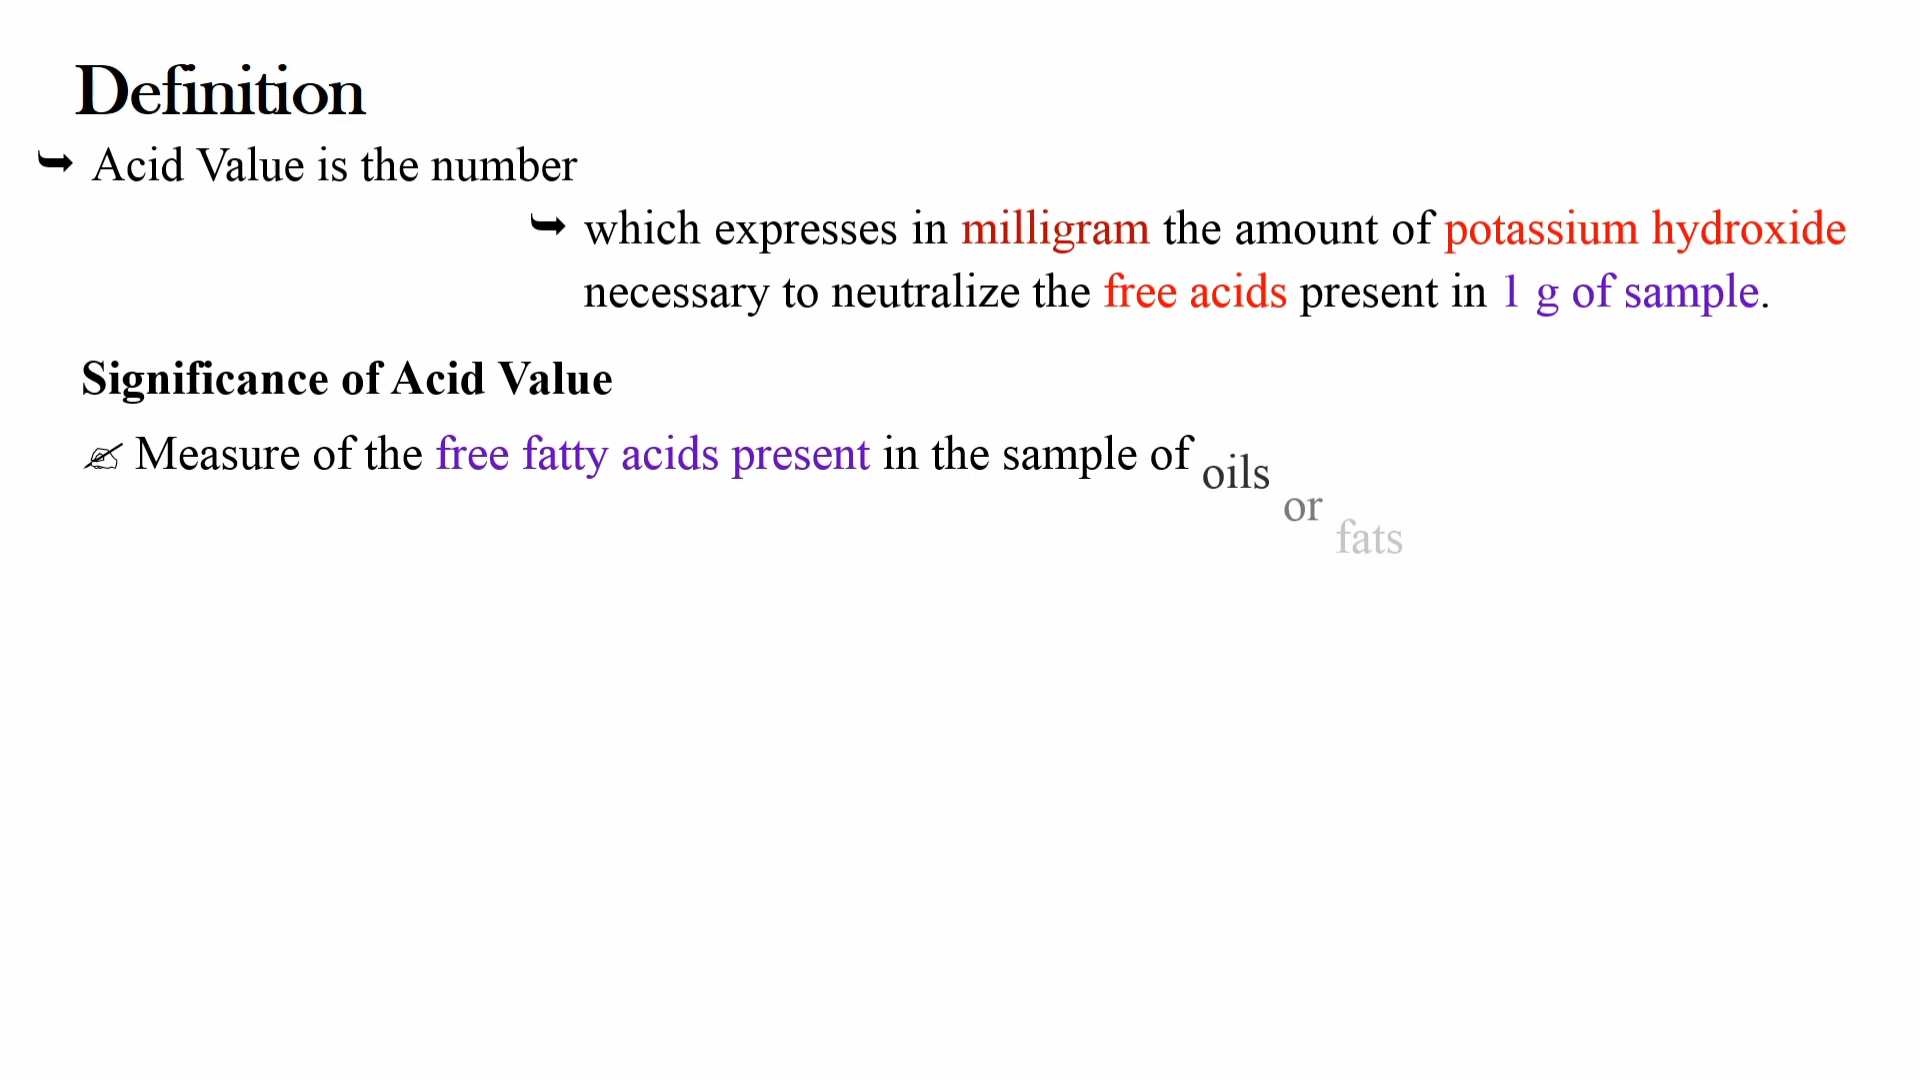 Definition
➥ Acid Value is the number
➥ which expresses in milligram the amount of potassium hydroxide
necessary to neutralize the free acids present in 1 g of sample.
Significance of Acid Value
✍ Measure of the free fatty acids present in the sample of oils or fats